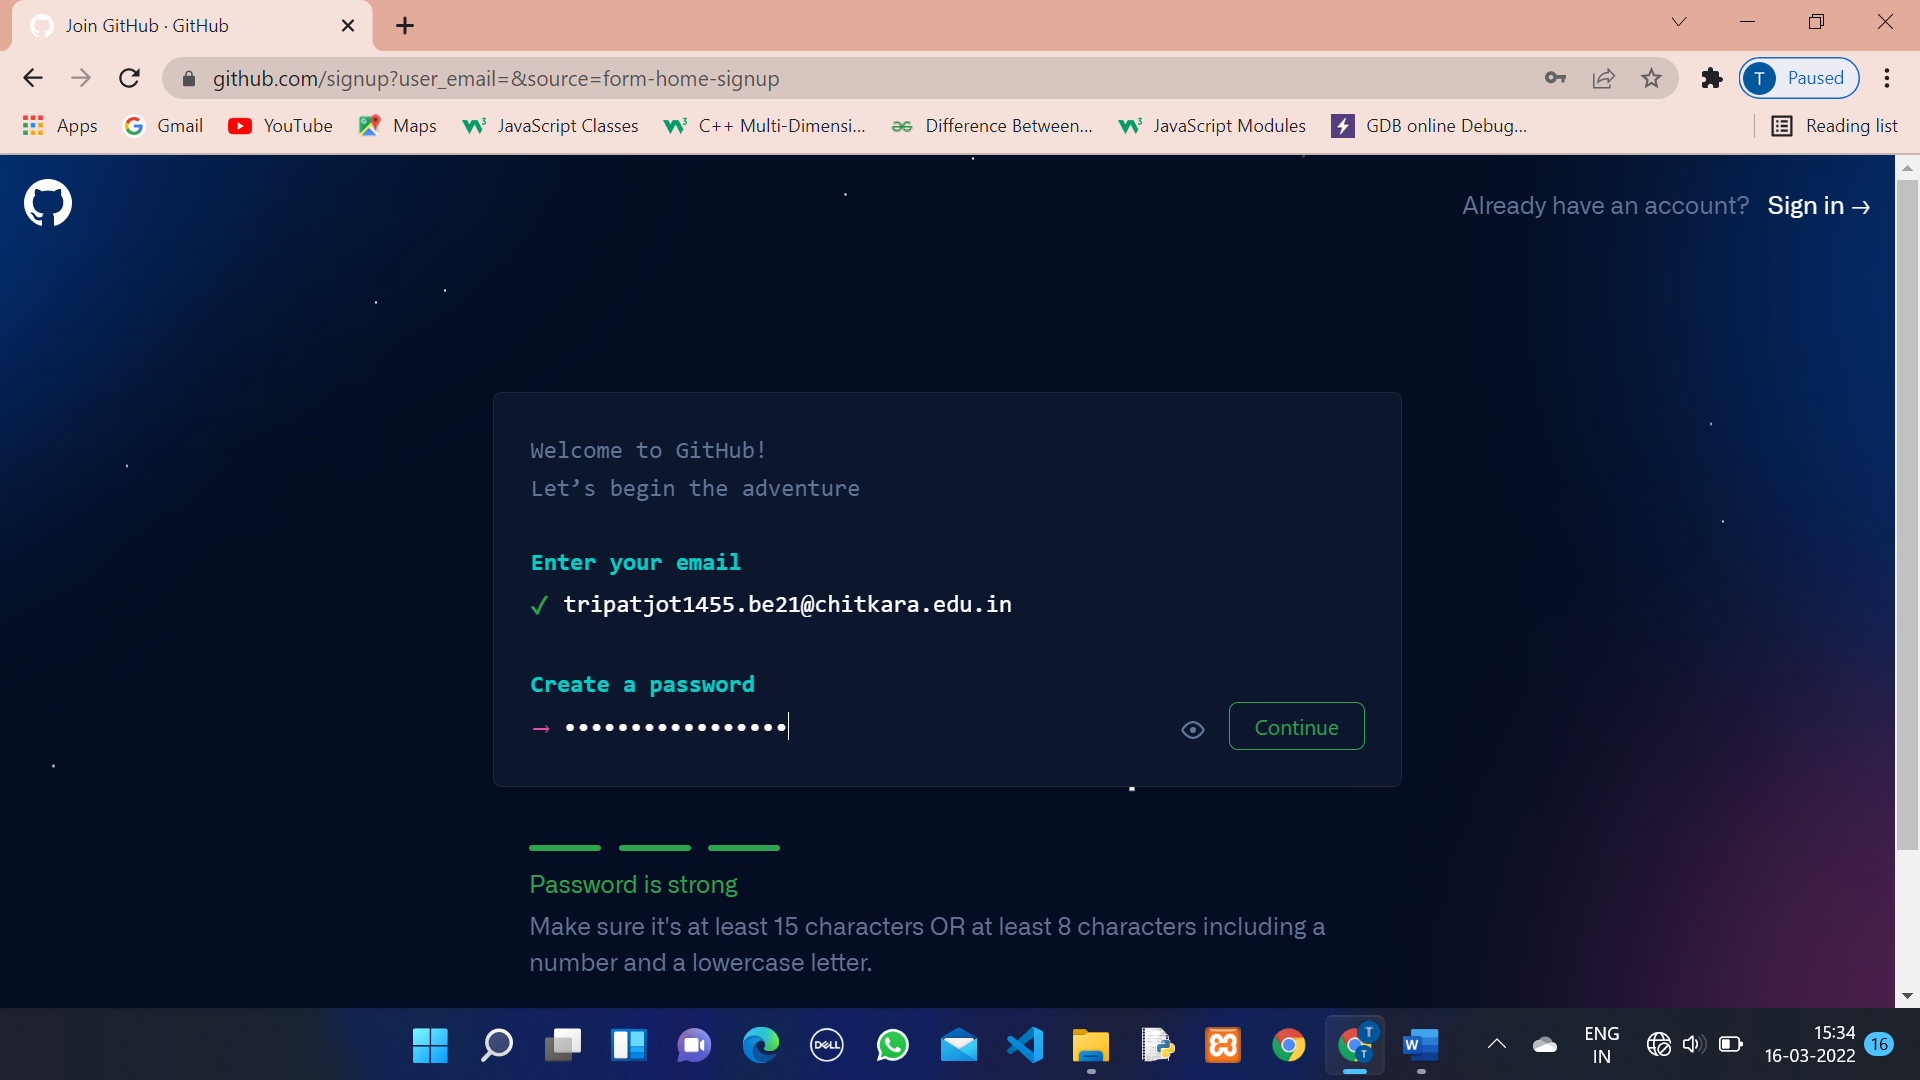 Join GitHub · GitHub
github.com/signup?user_email=&source=form-home-signup
T Paused
Apps Gmail YouTube Maps JavaScript Classes C++ Multi-Dimensi... Difference Between... JavaScript Modules GDB online Debug... Reading list
Already have an account? Sign in →
Welcome to GitHub!
Let’s begin the adventure
Enter your email
✓ tripatjot1455.be21@chitkara.edu.in
Create a password
→ •••••••••••••••••
Continue
Password is strong
Make sure it's at least 15 characters OR at least 8 characters including a
number and a lowercase letter.
DELL
T
T
W
ENG
IN
15:34
16-03-2022
16